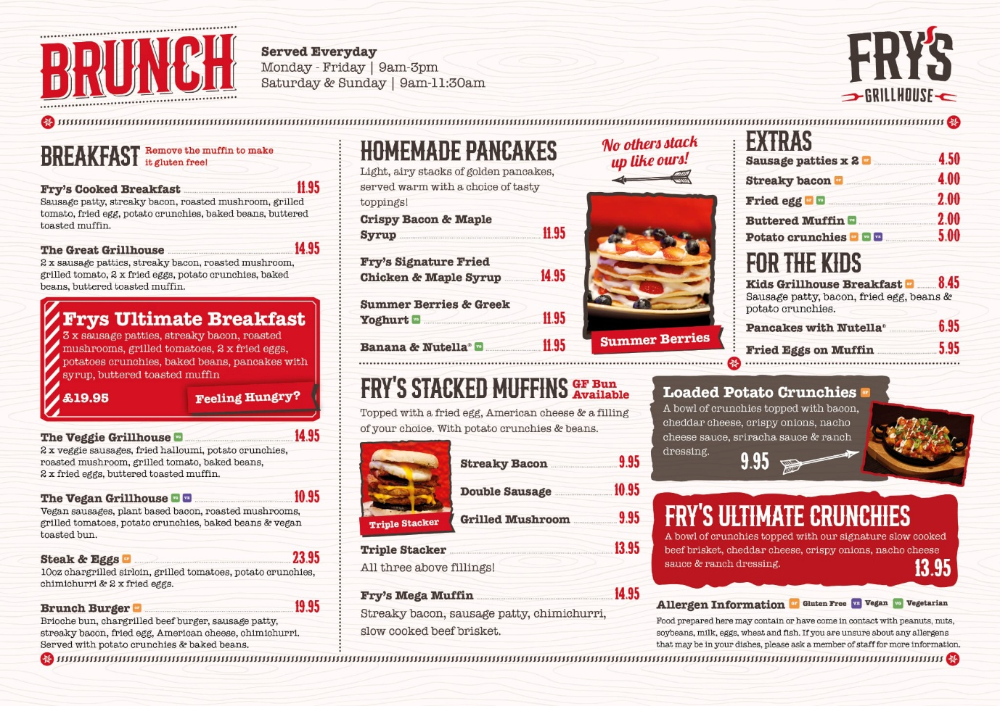 BRUNCH
Served Everyday
Monday - Friday | 9am-3pm
Saturday & Sunday | 9am-11:30am
FRY'S
GRILLHOUSE
BREAKFAST
Remove the muffin to make
it gluten free!
Fry's Cooked Breakfast 11.95
Sausage patty, streaky bacon, roasted mushroom, grilled
tomato, fried egg, potato crunchies, baked beans, buttered
toasted muffin.
The Great Grillhouse 14.95
2 x sausage patties, streaky bacon, roasted mushroom,
grilled tomato, 2 x fried eggs, potato crunchies, baked
beans, buttered toasted muffin.
Frys Ultimate Breakfast
3 x sausage patties, streaky bacon, roasted
mushrooms, grilled tomatoes, 2 x fried eggs,
potatoes crunchies, baked beans, pancakes with
syrup, buttered toasted muffin
£19.95
Feeling Hungry?
The Veggie Grillhouse VG 14.95
2 x veggie sausages, fried halloumi, potato crunchies,
roasted mushroom, grilled tomato, baked beans,
2 x fried eggs, buttered toasted muffin.
The Vegan Grillhouse VG VE 10.95
Vegan sausages, plant based bacon, roasted mushrooms,
grilled tomatoes, potato crunchies, baked beans & vegan
toasted bun.
Steak & Eggs GF 23.95
10oz chargrilled sirloin, grilled tomatoes, potato crunchies,
chimichurri & 2 x fried eggs.
Brunch Burger GF 19.95
Brioche bun, chargrilled beef burger, sausage patty,
streaky bacon, fried egg, American cheese, chimichurri.
Served with potato crunchies & baked beans.
HOMEMADE PANCAKES
Light, airy stacks of golden pancakes,
served warm with a choice of tasty
toppings!
Crispy Bacon & Maple
Syrup 11.95
Fry's Signature Fried
Chicken & Maple Syrup 14.95
Summer Berries & Greek
Yoghurt VG 11.95
Banana & Nutella® VG 11.95
No others stack
up like ours!
Summer Berries
EXTRAS
Sausage patties x 2 GF 4.50
Streaky bacon GF 4.00
Fried egg GF VG 2.00
Buttered Muffin VG 2.00
Potato crunchies GF VG VE 5.00
FOR THE KIDS
Kids Grillhouse Breakfast GF 8.45
Sausage patty, bacon, fried egg, beans &
potato crunchies.
Pancakes with Nutella® 6.95
Fried Eggs on Muffin 5.95
FRY'S STACKED MUFFINS
GF Bun
Available
Topped with a fried egg, American cheese & a filling
of your choice. With potato crunchies & beans.
Triple Stacker
Streaky Bacon 9.95
Double Sausage 10.95
Grilled Mushroom 9.95
Triple Stacker 13.95
All three above fillings!
Fry's Mega Muffin 14.95
Streaky bacon, sausage patty, chimichurri,
slow cooked beef brisket.
Loaded Potato Crunchies GF
A bowl of crunchies topped with bacon,
cheddar cheese, crispy onions, nacho
cheese sauce, sriracha sauce & ranch
dressing.
9.95
FRY'S ULTIMATE CRUNCHIES
A bowl of crunchies topped with our signature slow cooked
beef brisket, cheddar cheese, crispy onions, nacho cheese
sauce & ranch dressing.
13.95
Allergen Information GF Gluten Free VE Vegan VG Vegetarian
Food prepared here may contain or have come in contact with peanuts, nuts,
soybeans, milk, eggs, wheat and fish. If you are unsure about any allergens
that may be in your dishes, please ask a member of staff for more information.